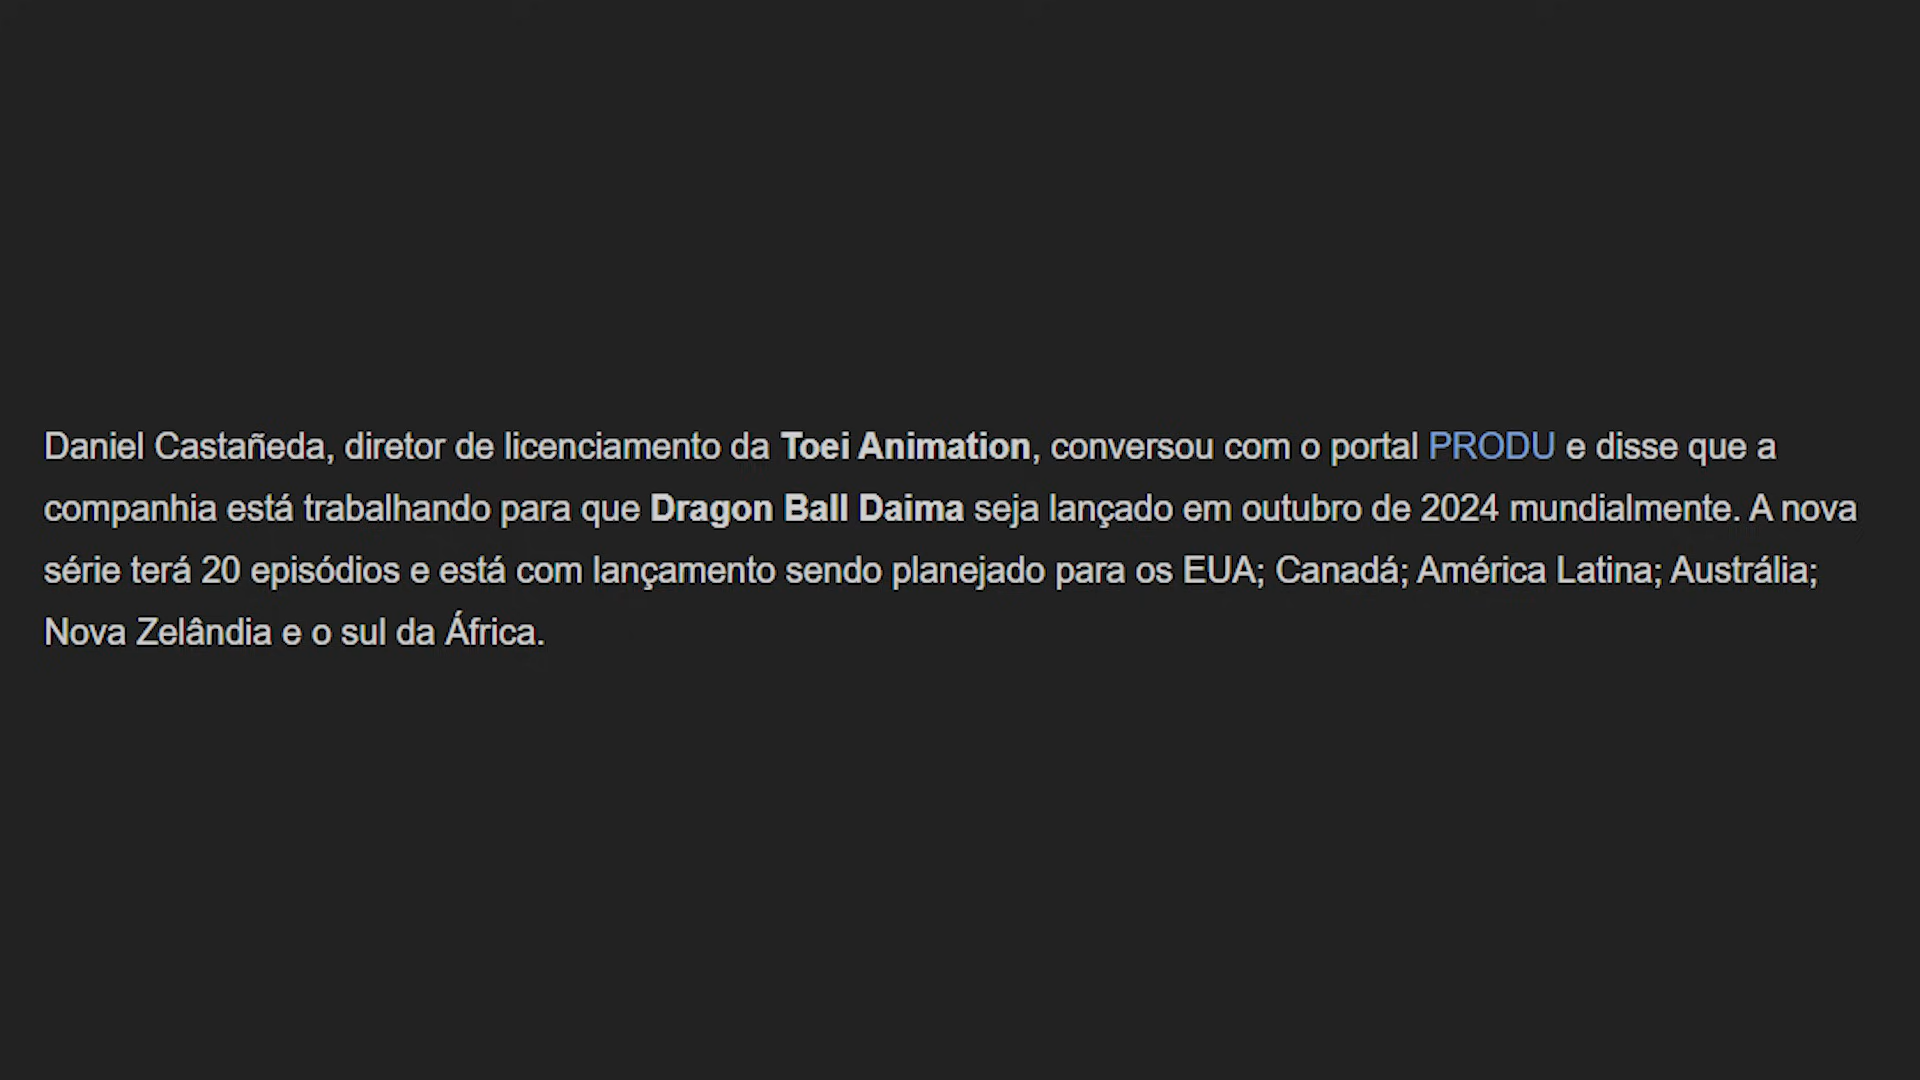 Daniel Castañeda, diretor de licenciamento da Toei Animation, conversou com o portal PRODU e disse que a
companhia está trabalhando para que Dragon Ball Daima seja lançado em outubro de 2024 mundialmente. A nova
série terá 20 episódios e está com lançamento sendo planejado para os EUA; Canadá; América Latina; Austrália;
Nova Zelândia e o sul da África.